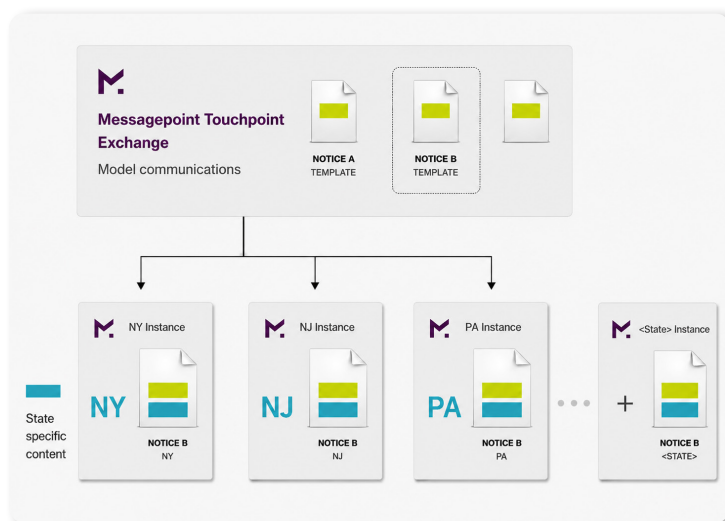 M.
Messagepoint Touchpoint
Exchange
Model communications
NOTICE A
TEMPLATE
NOTICE B
TEMPLATE
M.
NY Instance
NY
NOTICE B
NY
M.
NJ Instance
NJ
NOTICE B
NJ
M.
PA Instance
PA
NOTICE B
PA
+
M.
<State> Instance
NOTICE B
<STATE>
State
specific
content